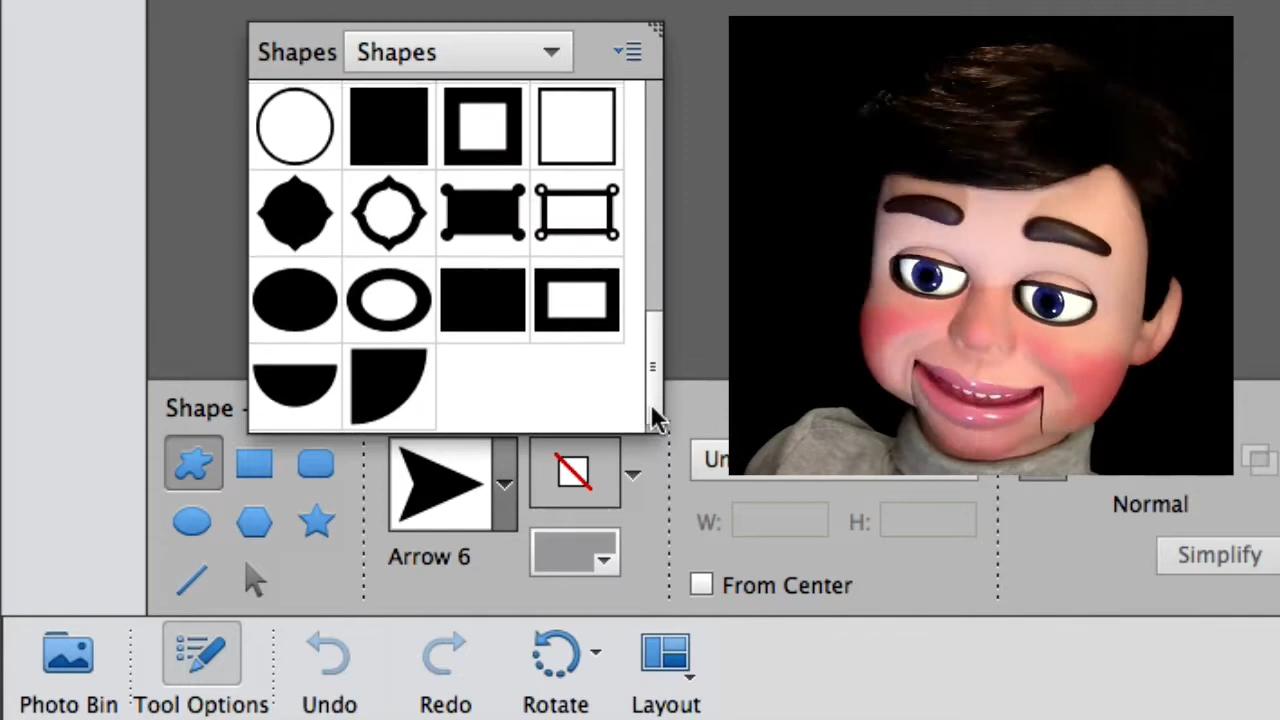 Shapes Shapes
Shape -
Un
W: H:
Normal
Arrow 6
Simplify
From Center
Photo Bin Tool Options Undo Redo Rotate Layout